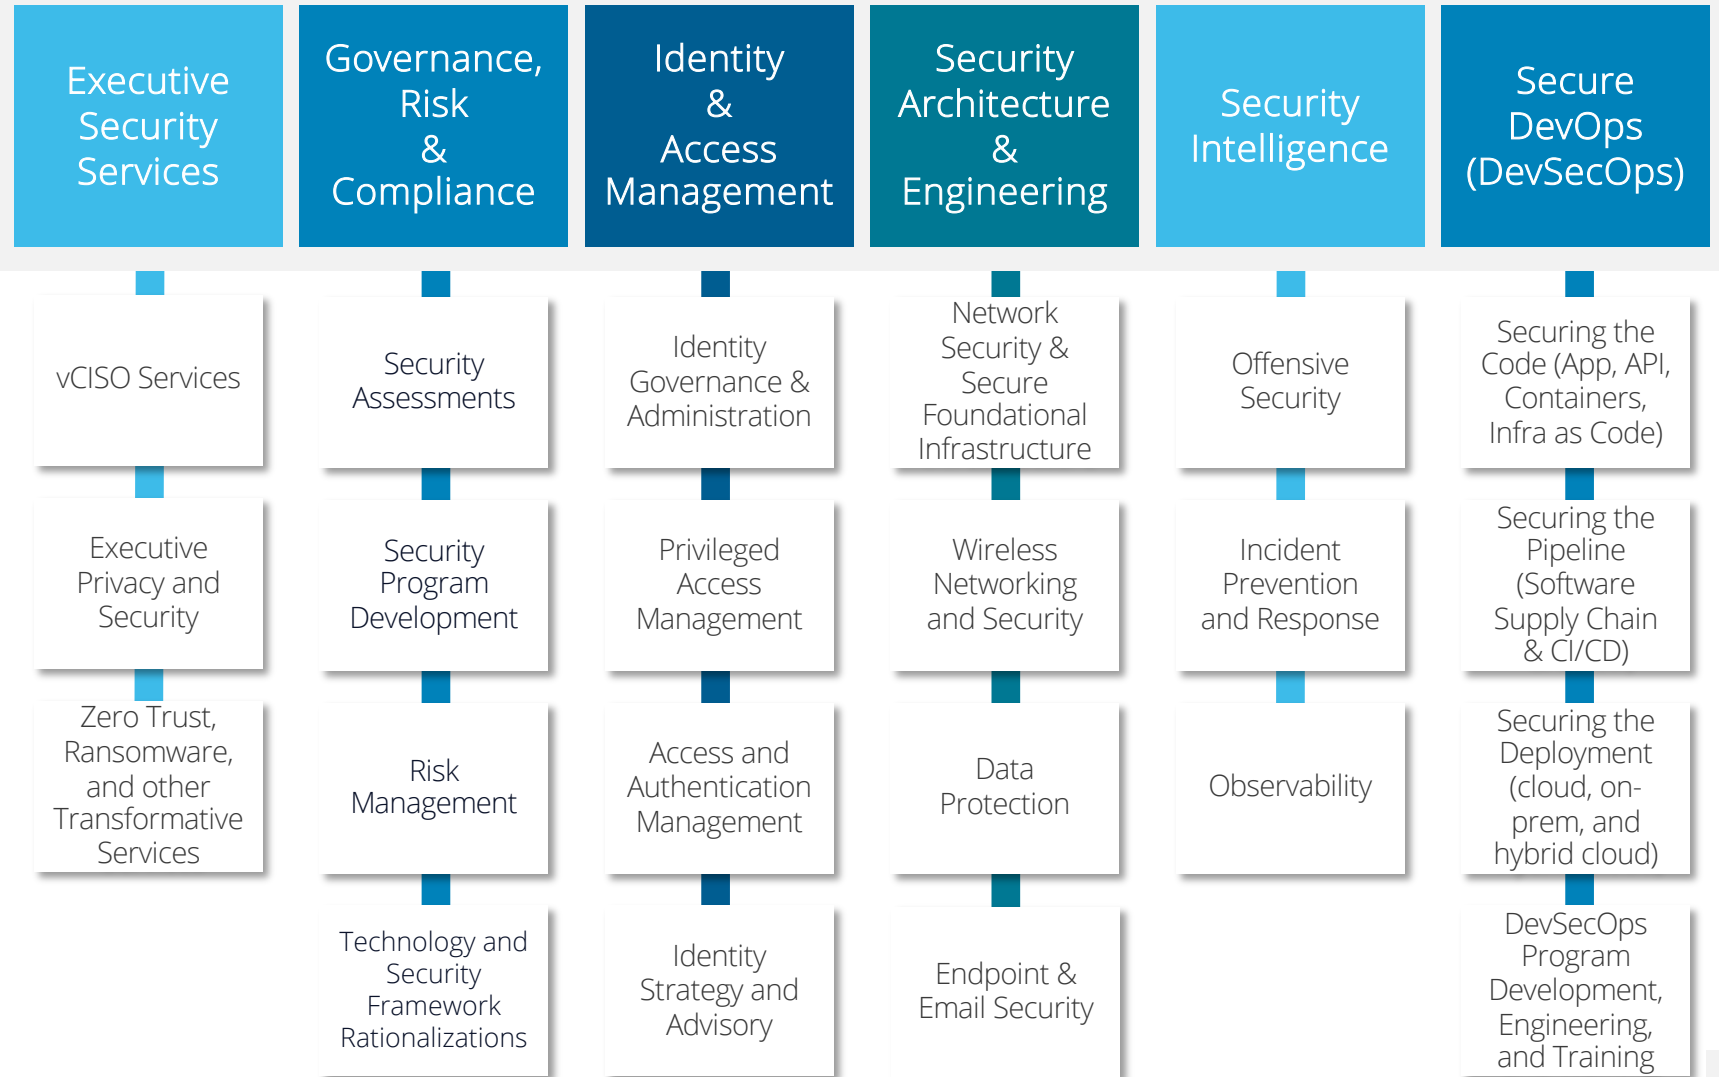 Executive
Security
Services
Governance,
Risk
&
Compliance
Identity
&
Access
Management
Security
Architecture
&
Engineering
Security
Intelligence
Secure
DevOps
(DevSecOps)
vCISO Services
Executive
Privacy and
Security
Zero Trust,
Ransomware,
and other
Transformative
Services
Security
Assessments
Security
Program
Development
Risk
Management
Technology and
Security
Framework
Rationalizations
Identity
Governance &
Administration
Privileged
Access
Management
Access and
Authentication
Management
Identity
Strategy and
Advisory
Network
Security &
Secure
Foundational
Infrastructure
Wireless
Networking
and Security
Data
Protection
Endpoint &
Email Security
Offensive
Security
Incident
Prevention
and Response
Observability
Securing the
Code (App, API,
Containers,
Infra as Code)
Securing the
Pipeline
(Software
Supply Chain
& CI/CD)
Securing the
Deployment
(cloud, on-
prem, and
hybrid cloud)
DevSecOps
Program
Development,
Engineering,
and Training